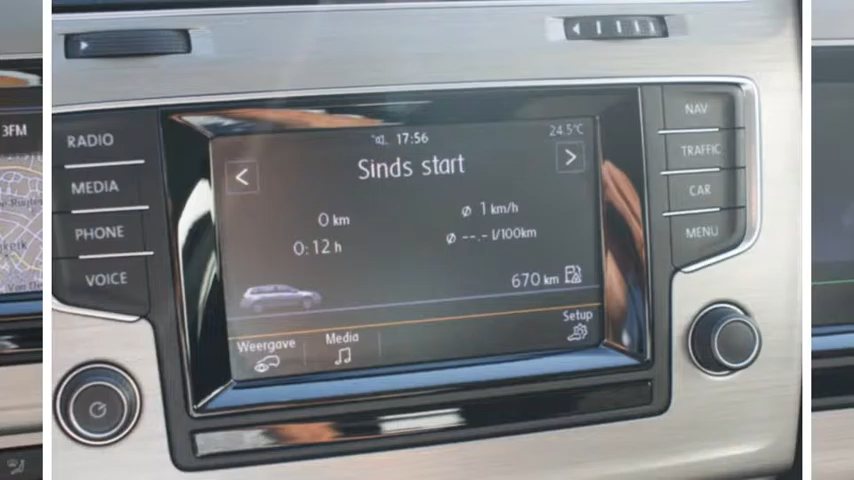 3FM
RADIO
MEDIA
PHONE
VOICE
17:56
24.5°C
<
Sinds start
>
0 km
Ø 1 km/h
0:12 h
Ø --.- l/100km
670 km
Weergave
Media
Setup
NAV
TRAFFIC
CAR
MENU